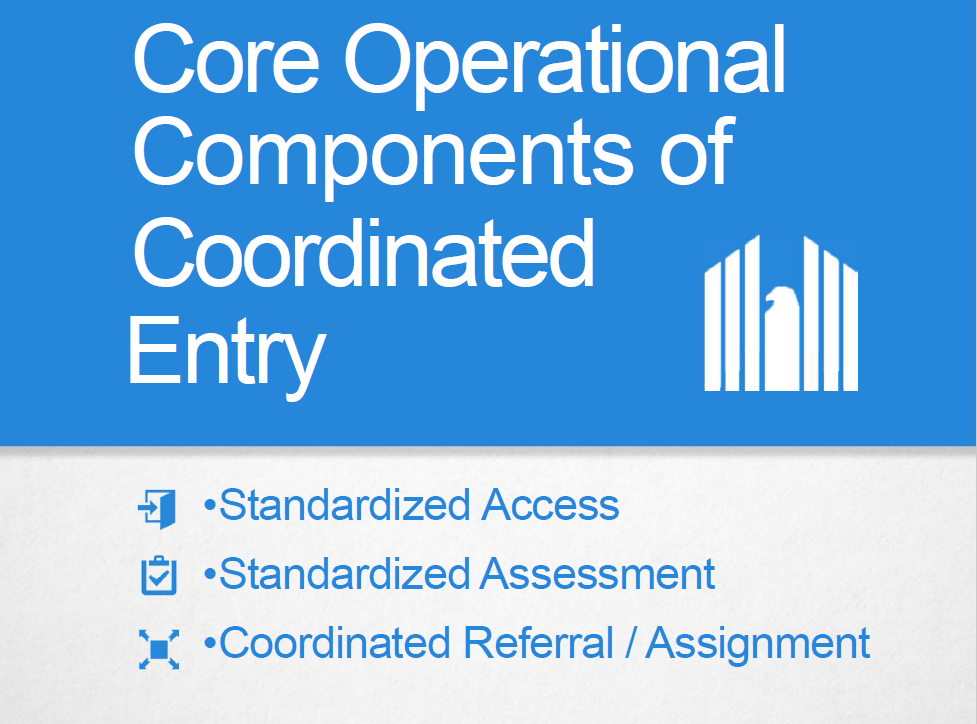 Core Operational
Components of
Coordinated
Entry
•Standardized Access
•Standardized Assessment
•Coordinated Referral / Assignment